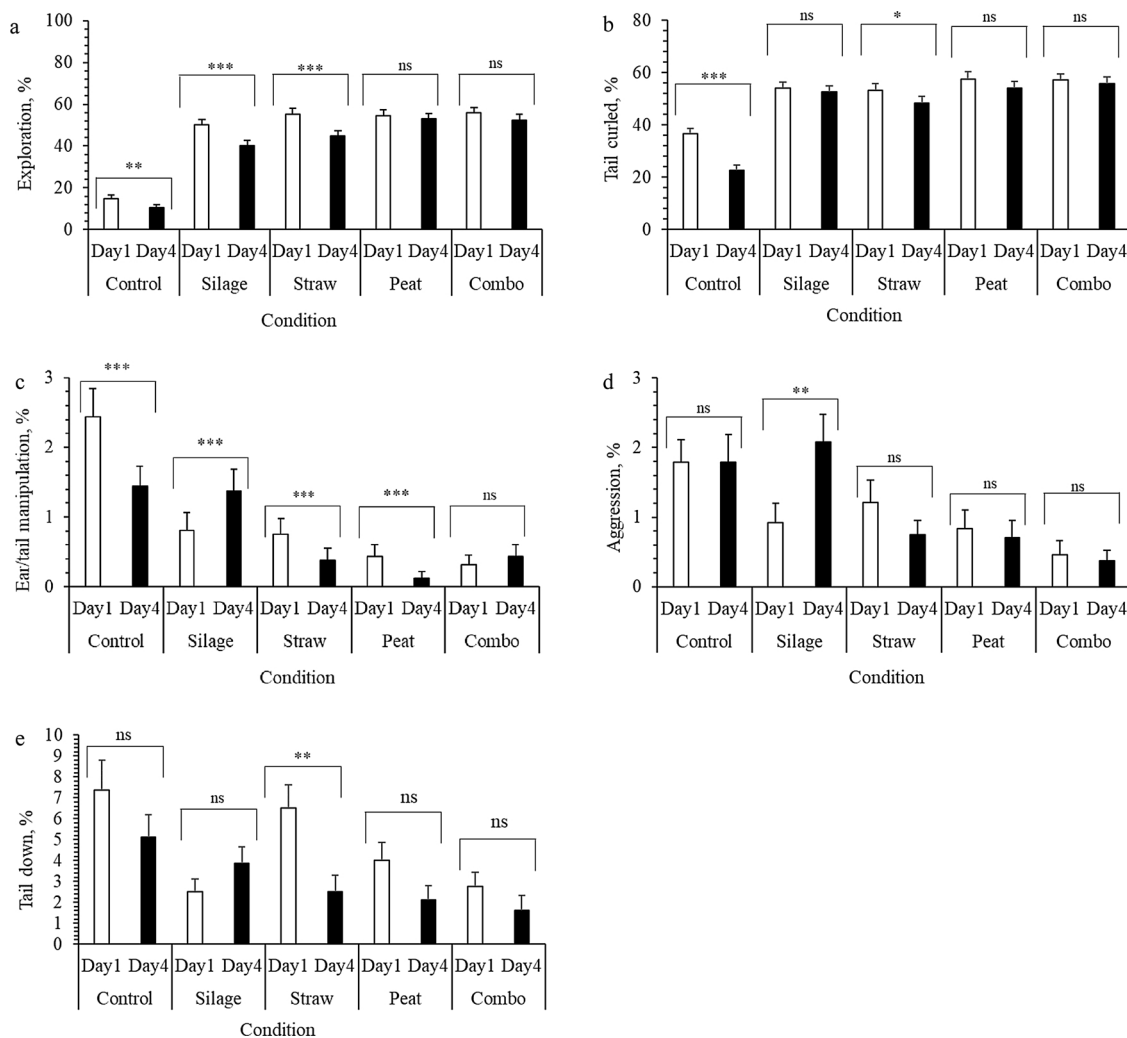 a
Exploration, %
100
80
60
40
20
0
**
***
***
ns
ns
Day1 Day4 Day1 Day4 Day1 Day4 Day1 Day4 Day1 Day4
Control Silage Straw Peat Combo
Condition
b
Tail curled, %
80
60
40
20
0
***
ns
*
ns
ns
Day1 Day4 Day1 Day4 Day1 Day4 Day1 Day4 Day1 Day4
Control Silage Straw Peat Combo
Condition
c
Ear/tail manipulation, %
3
2
1
0
***
***
***
***
ns
Day1 Day4 Day1 Day4 Day1 Day4 Day1 Day4 Day1 Day4
Control Silage Straw Peat Combo
Condition
d
Aggression, %
3
2
1
0
ns
**
ns
ns
ns
Day1 Day4 Day1 Day4 Day1 Day4 Day1 Day4 Day1 Day4
Control Silage Straw Peat Combo
Condition
e
Tail down, %
10
9
8
7
6
5
4
3
2
1
0
ns
ns
**
ns
ns
Day1 Day4 Day1 Day4 Day1 Day4 Day1 Day4 Day1 Day4
Control Silage Straw Peat Combo
Condition